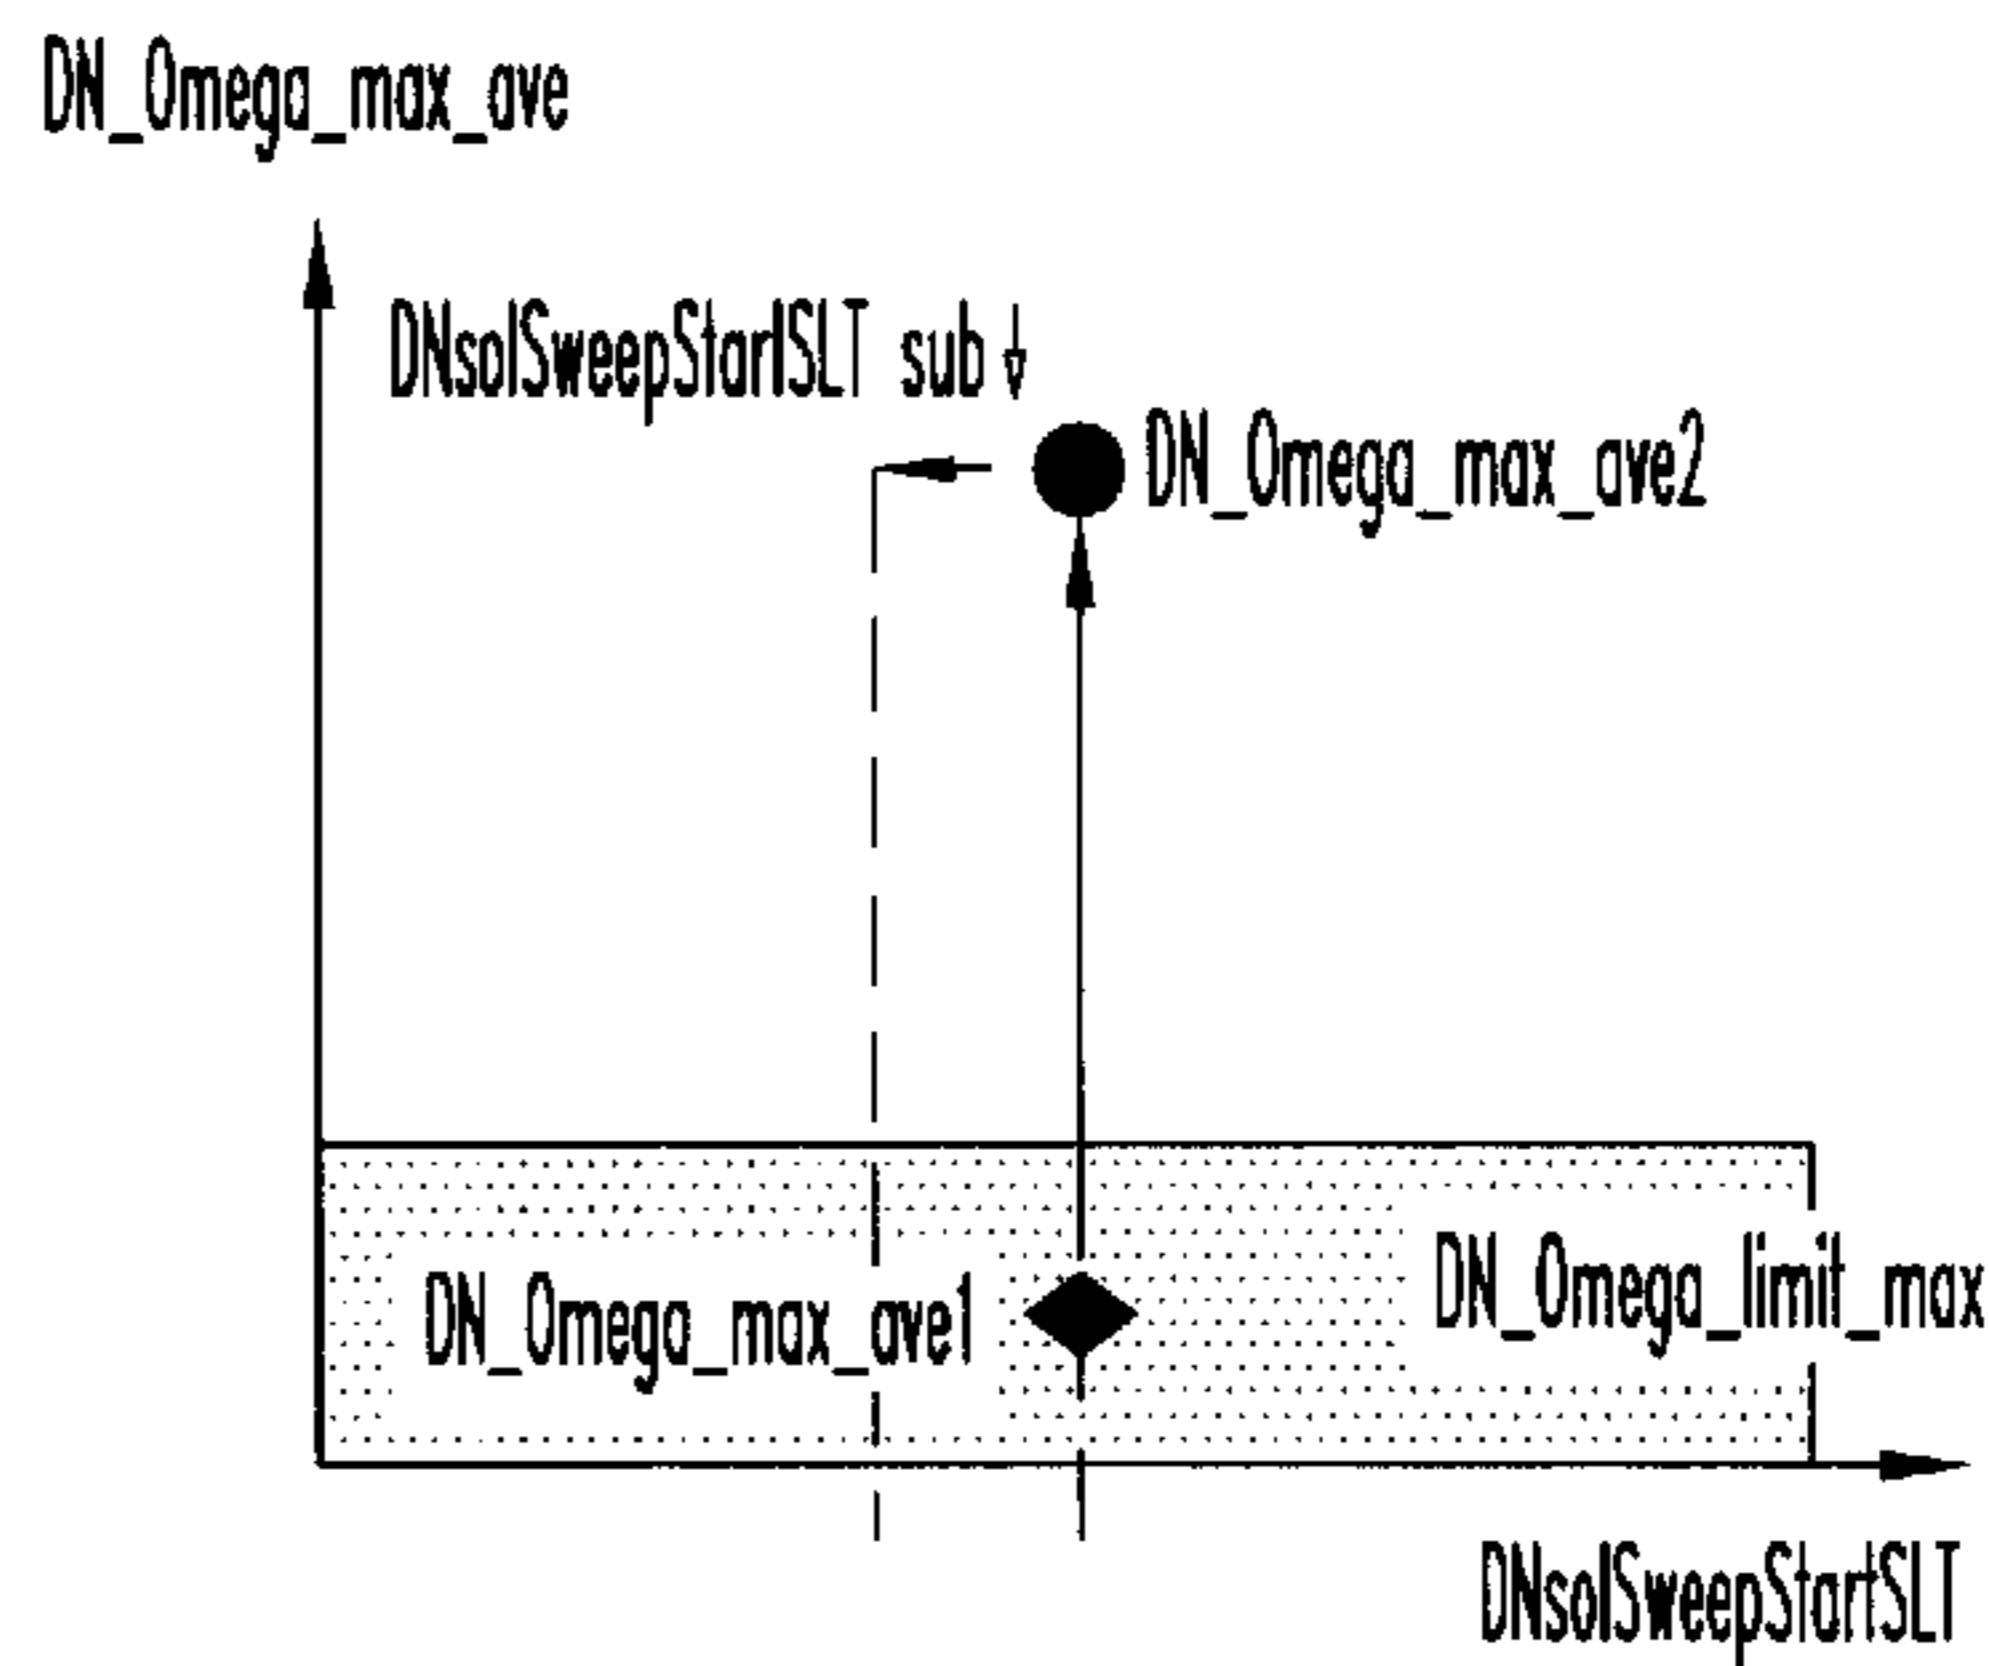 DN_Omega_max_ave
DNsolSweepStartSLT sub
DN_Omega_max_ave2
DN_Omega_limit_max
DN_Omega_max_ave1
DNsolSweepStartSLT